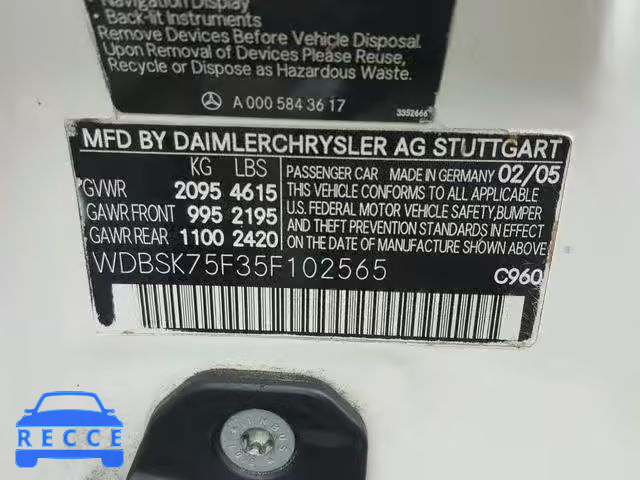 Navigation Display
• Back-lit Instruments
Remove Devices Before Vehicle Disposal.
Upon Removal of Devices Please Reuse,
Recycle or Dispose as Hazardous Waste.
A 000 584 36 17
3352666
MFD BY DAIMLERCHRYSLER AG STUTTGART
KG LBS
GVWR 2095 4615
GAWR FRONT 995 2195
GAWR REAR 1100 2420
PASSENGER CAR MADE IN GERMANY 02/05
THIS VEHICLE CONFORMS TO ALL APPLICABLE
U.S. FEDERAL MOTOR VEHICLE SAFETY, BUMPER
AND THEFT PREVENTION STANDARDS IN EFFECT
ON THE DATE OF MANUFACTURE SHOWN ABOVE.
WDBSK75F35F102565
C960
RECCE